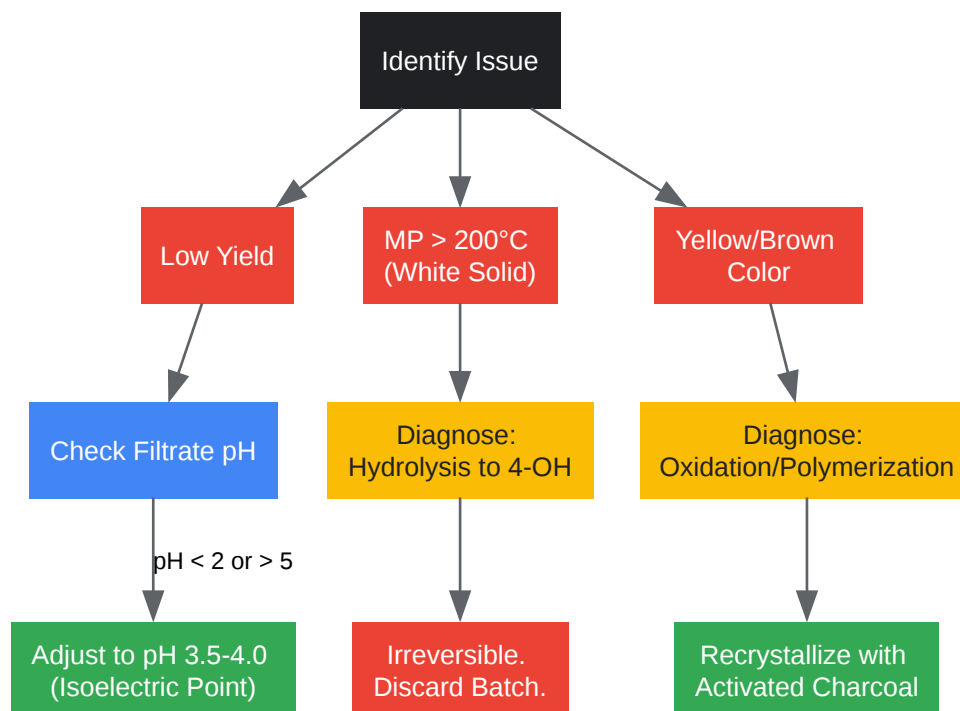 Identify Issue
Low Yield
MP > 200°C
(White Solid)
Yellow/Brown
Color
Check Filtrate pH
Diagnose:
Hydrolysis to 4-OH
Diagnose:
Oxidation/Polymerization
pH < 2 or > 5
Adjust to pH 3.5-4.0
(Isoelectric Point)
Irreversible.
Discard Batch.
Recrystallize with
Activated Charcoal